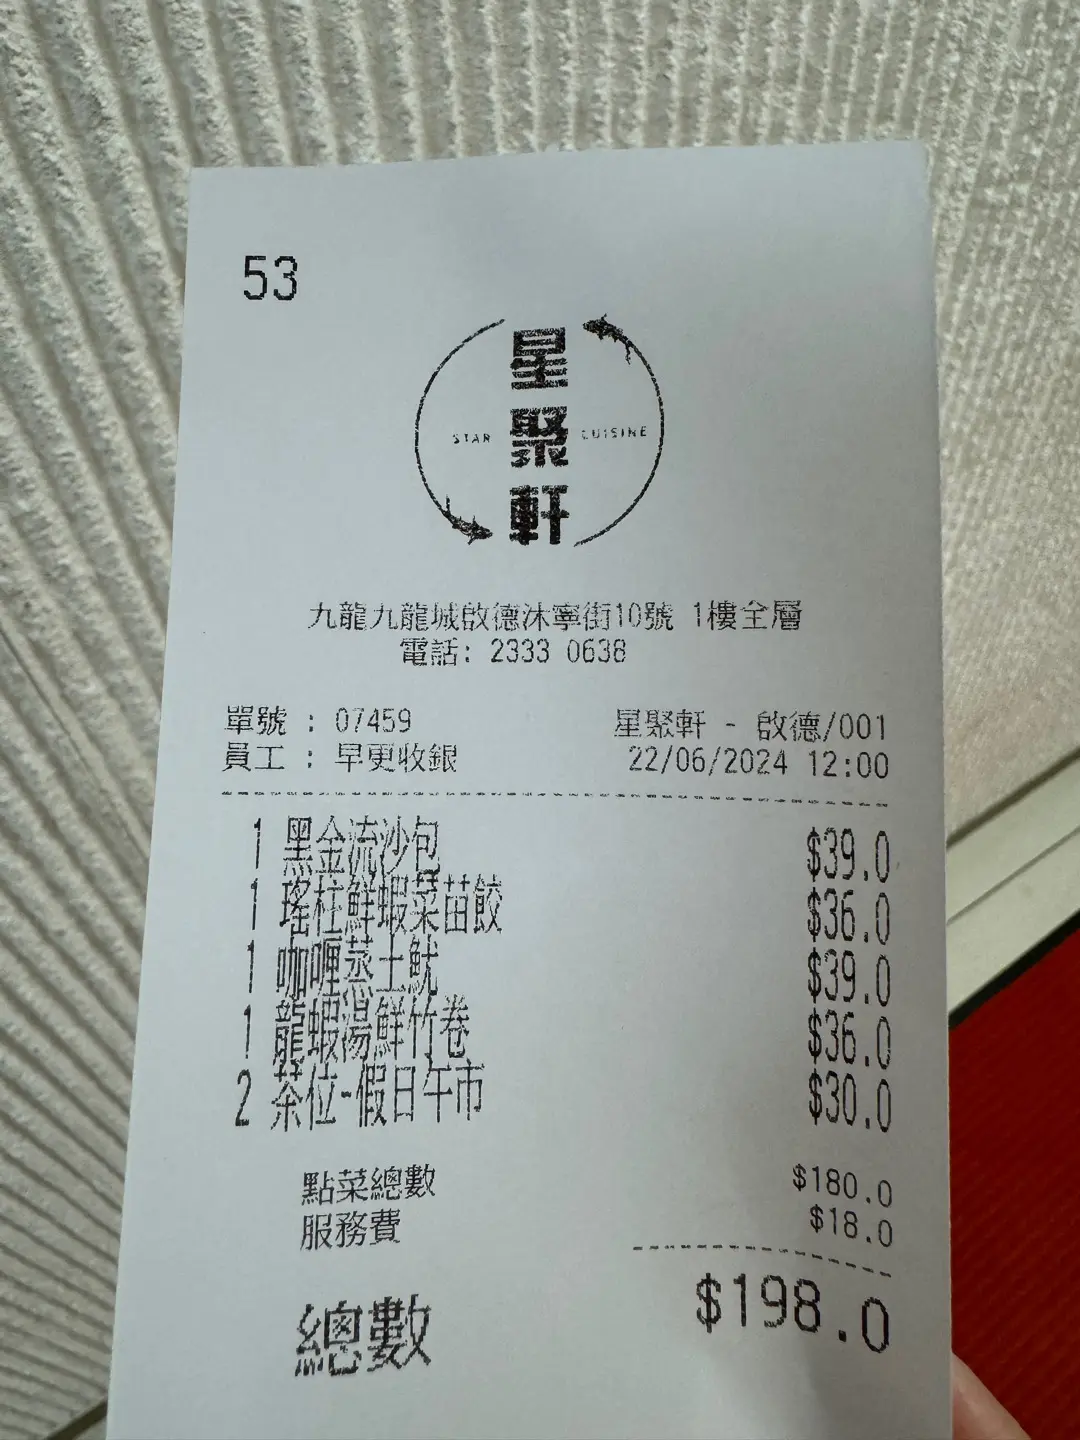 53
星聚軒
STAR CUISINE
九龍九龍城啟德沐寧街10號 1樓全層
電話: 2333 0638
單號 : 07459 星聚軒 - 啟德/001
員工 : 早更收銀 22/06/2024 12:00
1 黑金流沙包 $39.0
1 瑤柱鮮蝦菜苗餃 $36.0
1 咖喱蒸土魷 $39.0
1 龍蝦湯鮮竹卷 $36.0
2 茶位-假日午市 $30.0
點菜總數 $180.0
服務費 $18.0
總數 $198.0